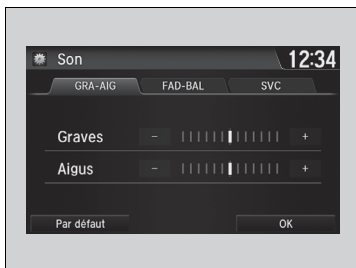 Son 12:34
GRA-AIG FAD-BAL SVC
Graves - +
Aigus - +
Par défaut OK